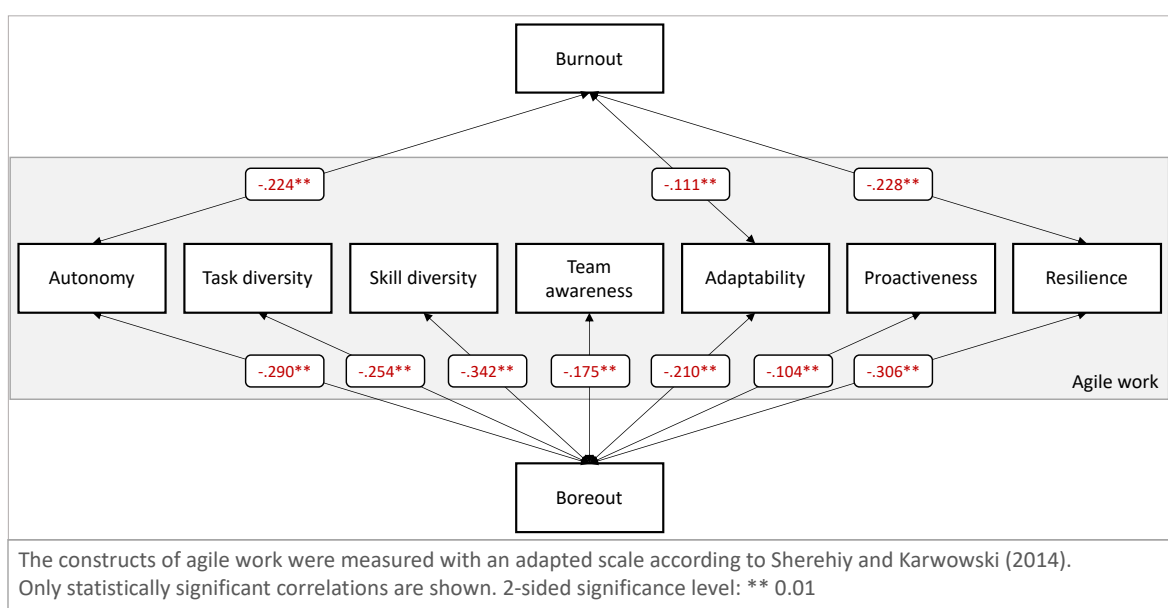 Burnout
-.224**
-.111**
-.228**
Autonomy
Task diversity
Skill diversity
Team
awareness
Adaptability
Proactiveness
Resilience
-.290**
-.254**
-.342**
-.175**
-.210**
-.104**
-.306**
Agile work
Boreout
The constructs of agile work were measured with an adapted scale according to Sherehiy and Karwowski (2014).
Only statistically significant correlations are shown. 2-sided significance level: ** 0.01